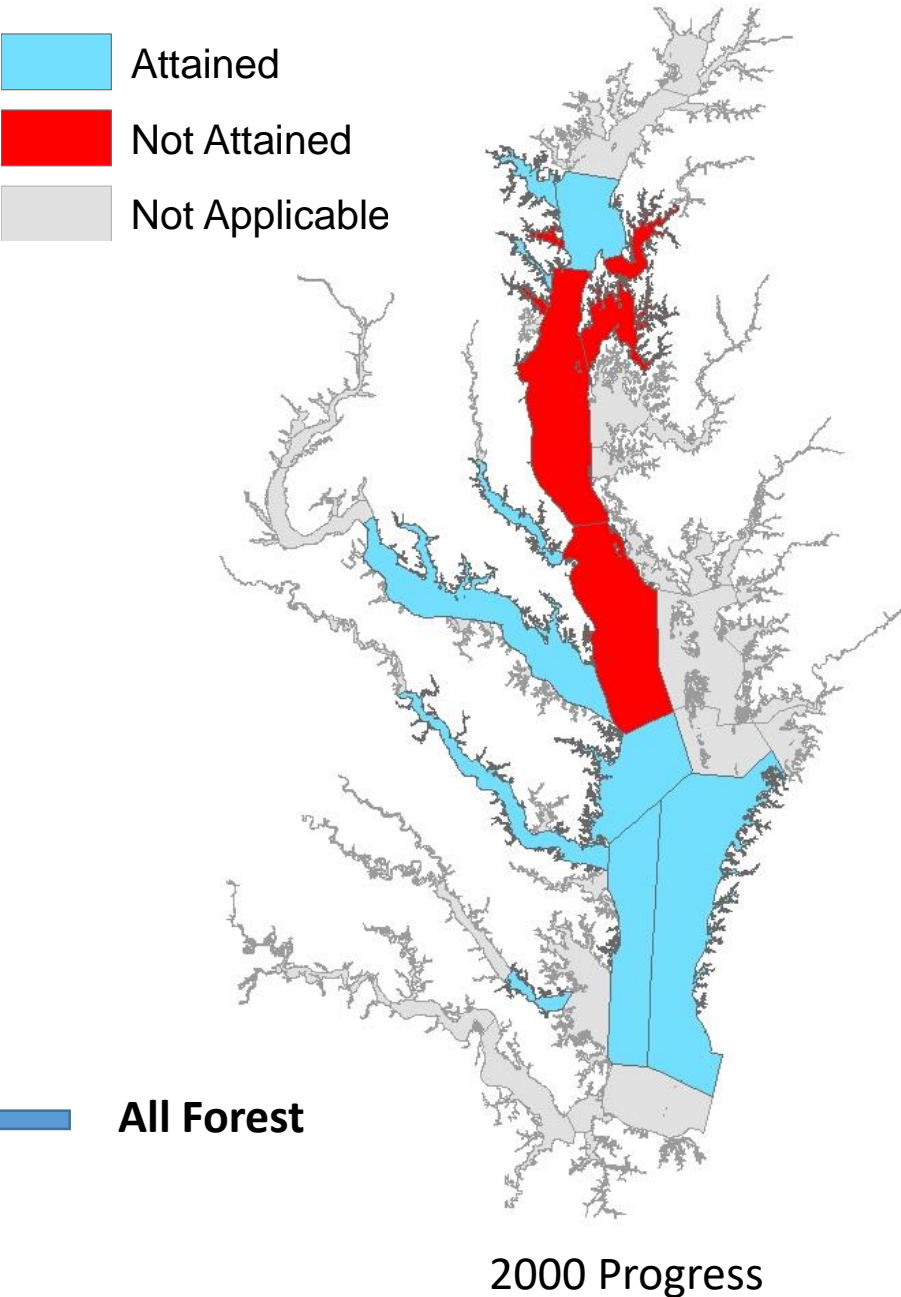 Attained
Not Attained
Not Applicable
All Forest
2000 Progress